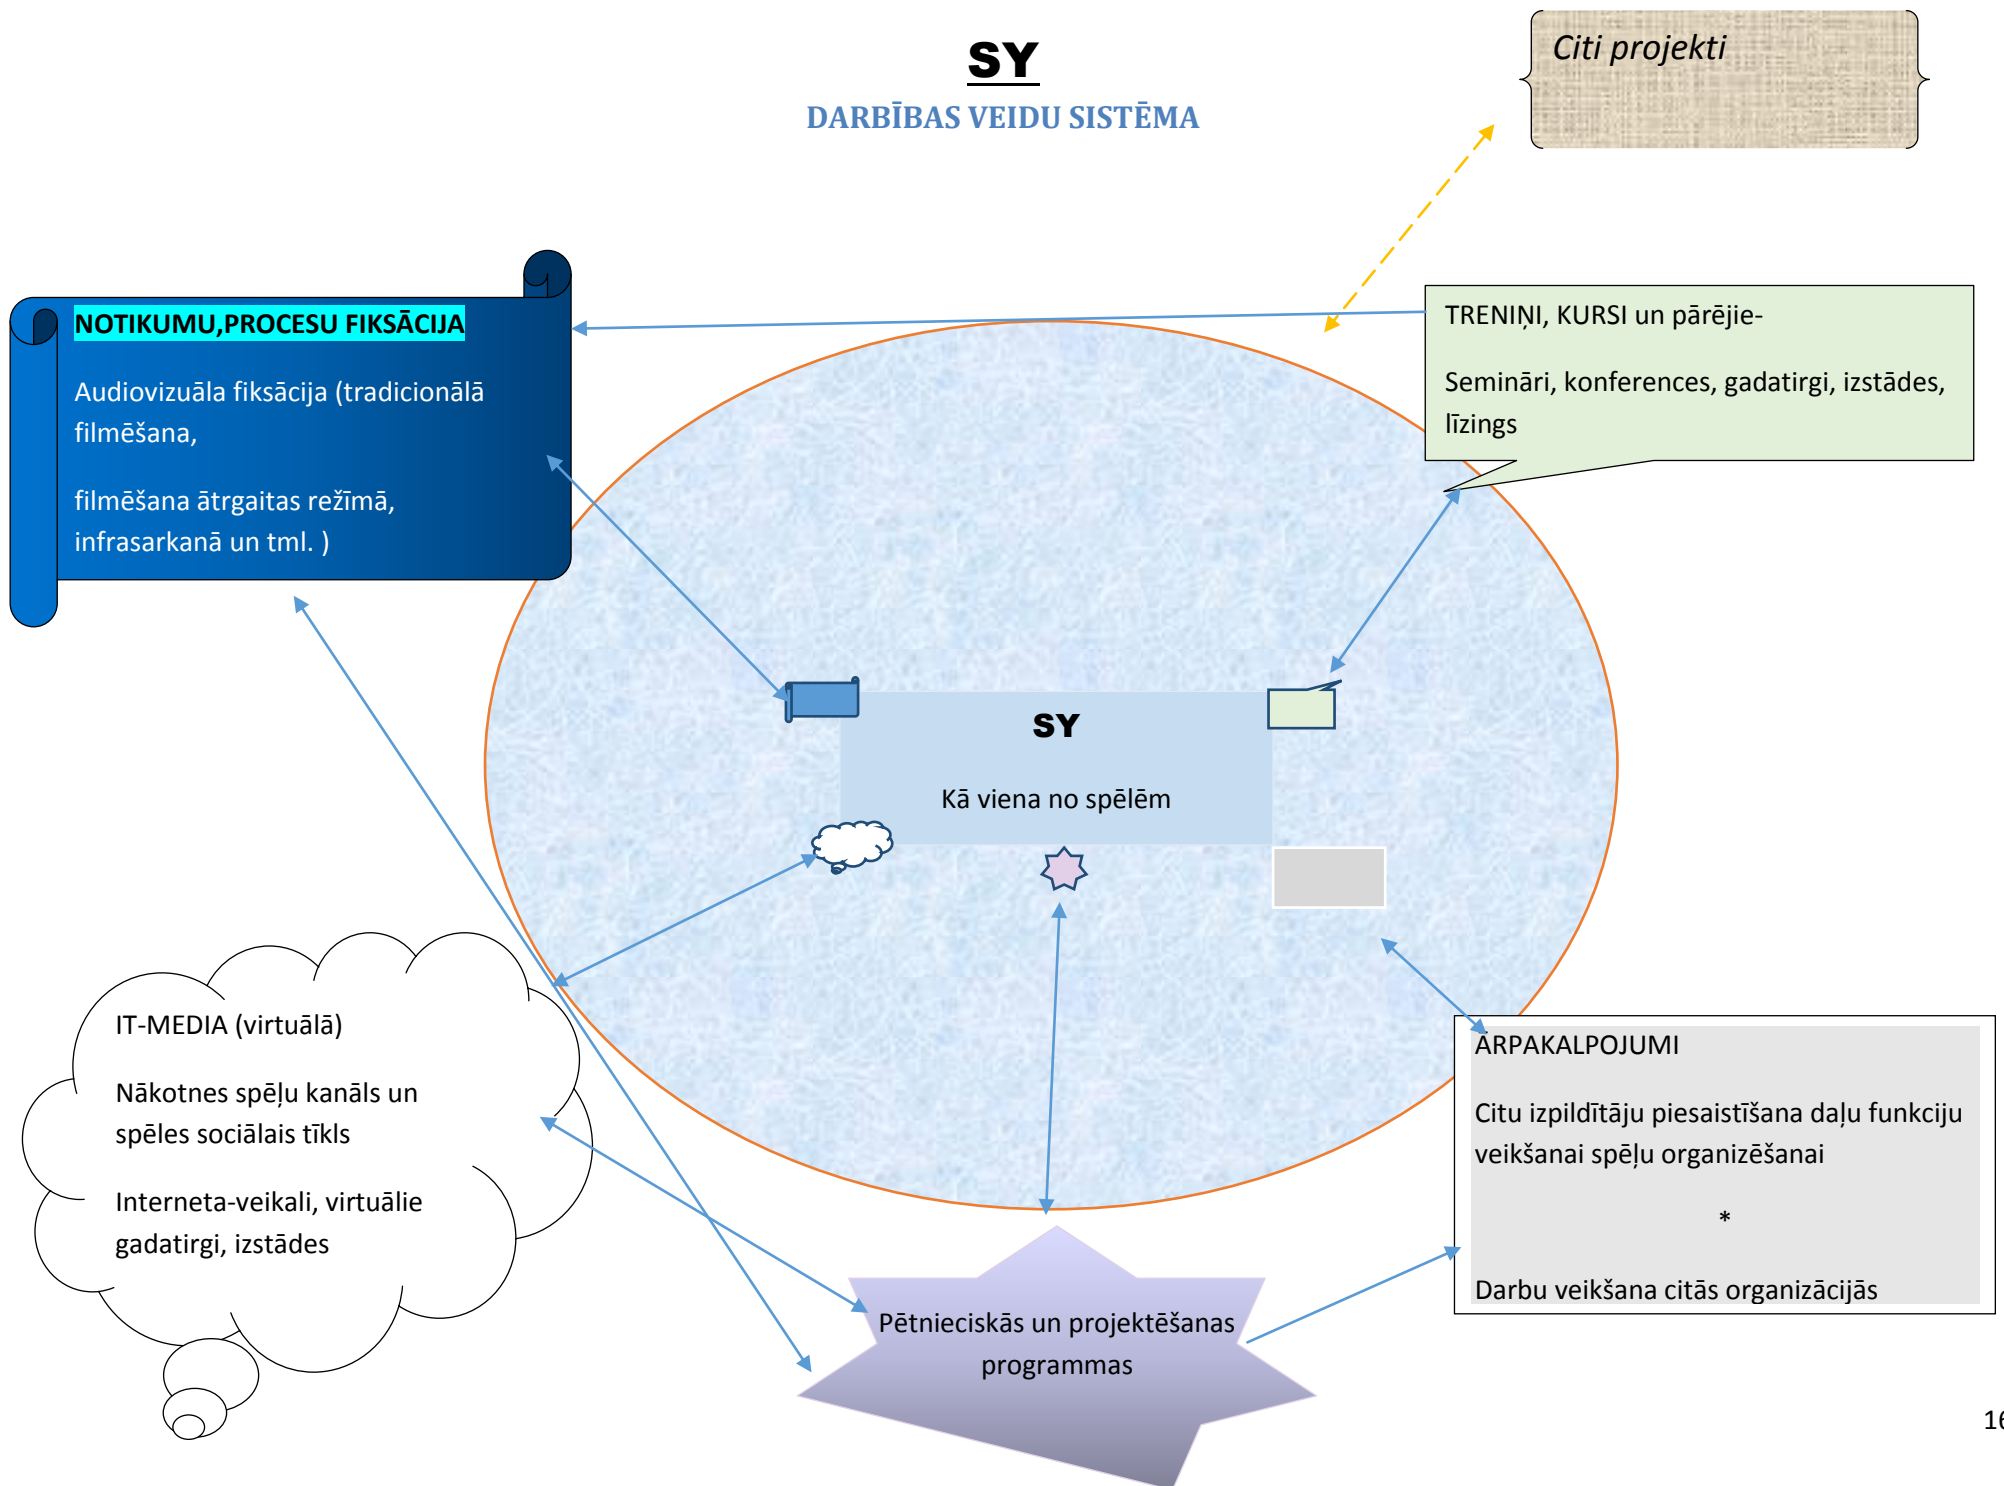 SY
DARBĪBAS VEIDU SISTĒMA
Citi projekti
NOTIKUMU,PROCESU FIKSĀCIJA
Audiovizuāla fiksācija (tradicionālā
filmēšana,
filmēšana ātrgaitas režīmā,
infrasarkanā un tml. )
TRENIŅI, KURSI un pārējie-
Semināri, konferences, gadatirgi, izstādes,
līzings
SY
Kā viena no spēlēm
IT-MEDIA (virtuālā)
Nākotnes spēļu kanāls un
spēles sociālais tīkls
Interneta-veikali, virtuālie
gadatirgi, izstādes
ĀRPAKALPOJUMI
Citu izpildītāju piesaistīšana daļu funkciju
veikšanai spēļu organizēšanai
*
Darbu veikšana citās organizācijās
Pētnieciskās un projektēšanas
programmas
16